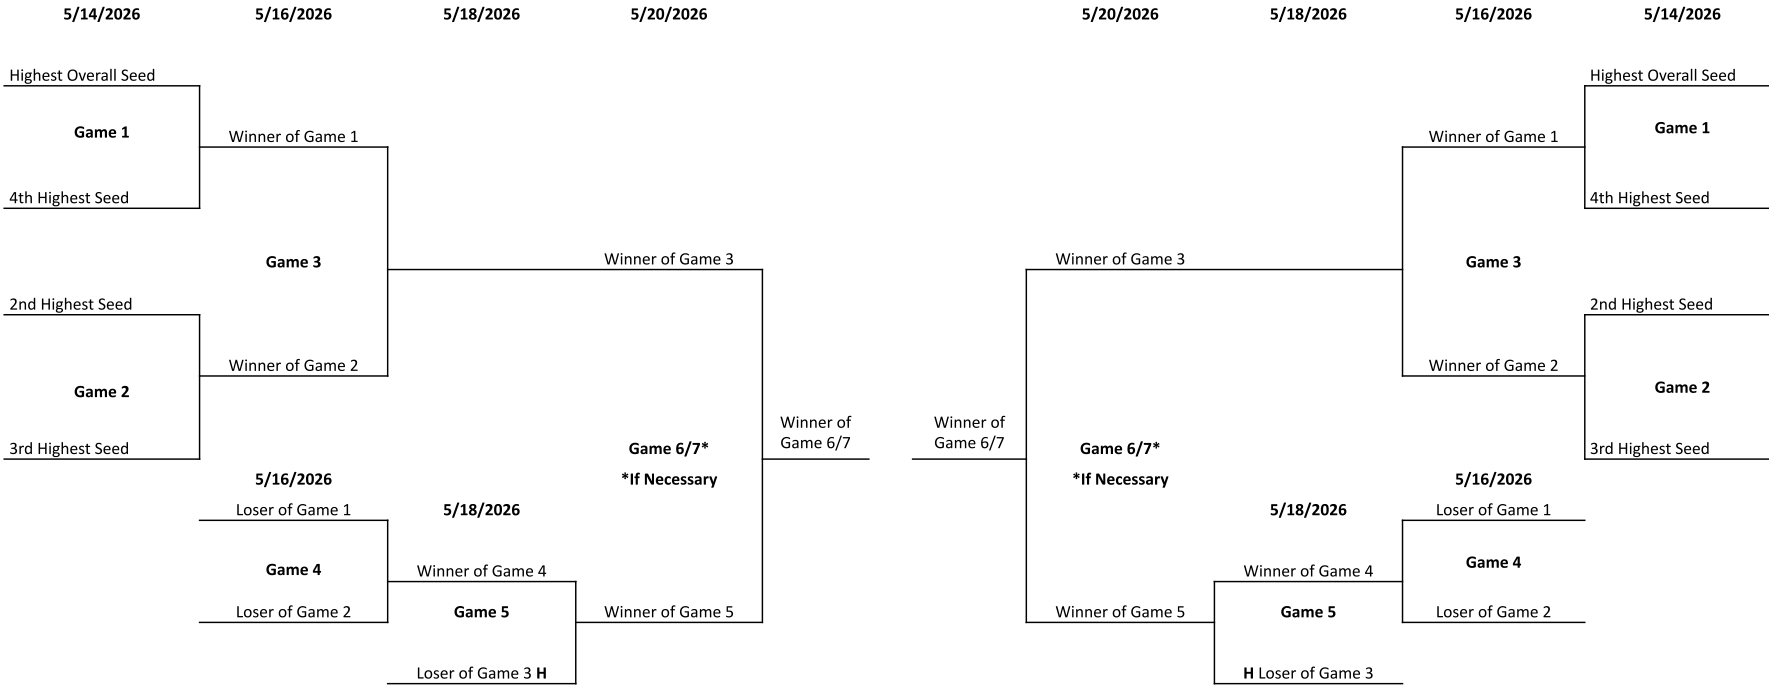 5/14/2026 5/16/2026 5/18/2026 5/20/2026 5/20/2026 5/18/2026 5/16/2026 5/14/2026
Highest Overall Seed Highest Overall Seed
Game 1 Winner of Game 1 Winner of Game 1 Game 1
4th Highest Seed 4th Highest Seed
Game 3 Winner of Game 3 Winner of Game 3 Game 3
2nd Highest Seed 2nd Highest Seed
Winner of Game 2 Winner of Game 2
Game 2 Game 2
Winner of Winner of
Game 6/7 Game 6/7
3rd Highest Seed Game 6/7* Game 6/7* 3rd Highest Seed
5/16/2026 *If Necessary *If Necessary 5/16/2026
Loser of Game 1 5/18/2026 5/18/2026 Loser of Game 1
Game 4 Winner of Game 4 Winner of Game 4 Game 4
Loser of Game 2 Game 5 Winner of Game 5 Winner of Game 5 Game 5 Loser of Game 2
Loser of Game 3 H H Loser of Game 3